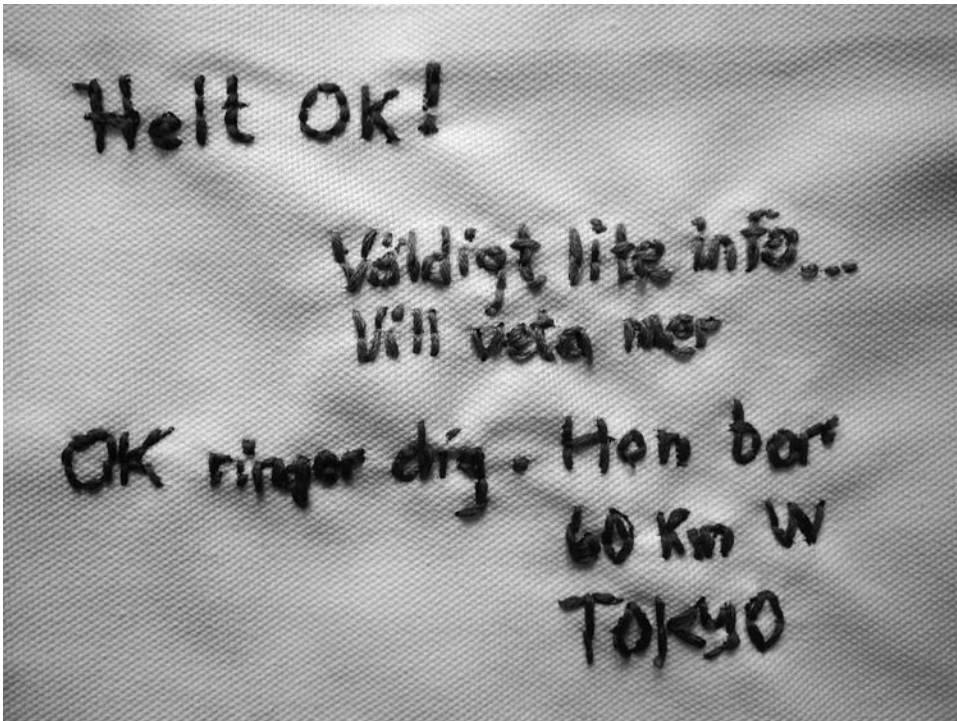 Helt OK!
Väldigt lite info...
Vill veta mer
OK ringer dig. Hon bor
60 Km W
TOKYO